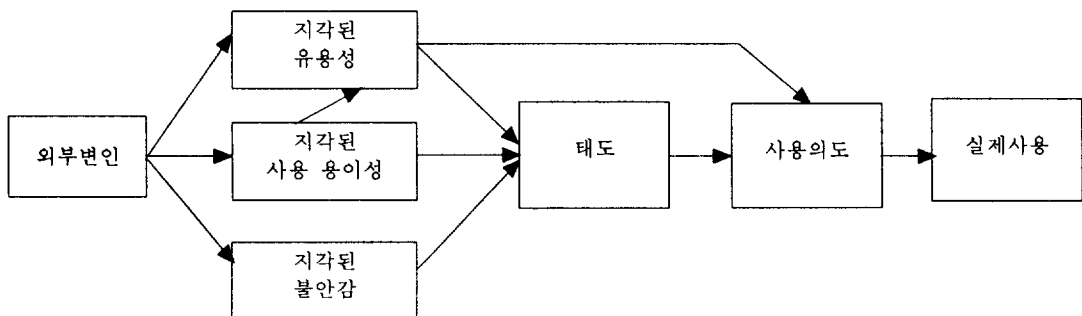 지각된
유용성
외부변인
지각된
사용 용이성
지각된
불안감
태도
사용의도
실제사용